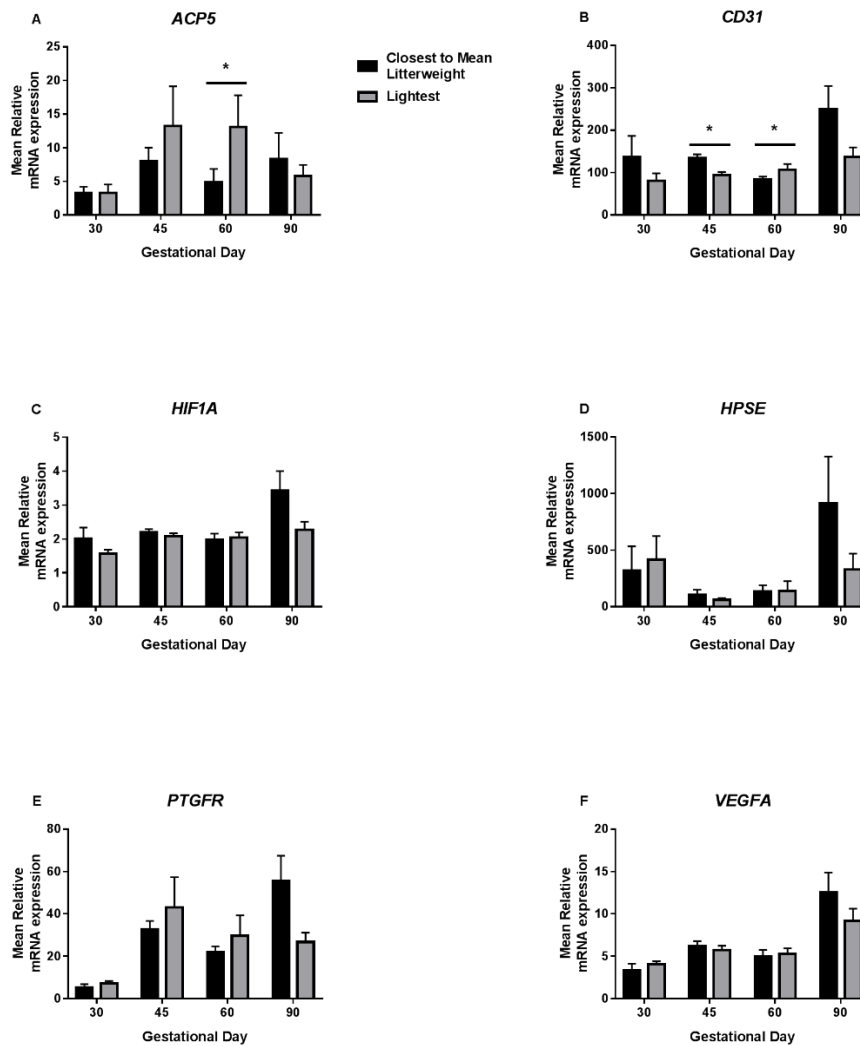 A
ACP5
Mean Relative
mRNA expression
25
20
15
10
5
0
*
30 45 60 90
Gestational Day
Closest to Mean
Litterweight
Lightest
B
CD31
Mean Relative
mRNA expression
400
300
200
100
0
* *
30 45 60 90
Gestational Day
C
HIF1A
Mean Relative
mRNA expression
5
4
3
2
1
0
30 45 60 90
Gestational Day
D
HPSE
Mean Relative
mRNA expression
1500
1000
500
0
30 45 60 90
Gestational Day
E
PTGFR
Mean Relative
mRNA expression
80
60
40
20
0
30 45 60 90
Gestational Day
F
VEGFA
Mean Relative
mRNA expression
20
15
10
5
0
30 45 60 90
Gestational Day